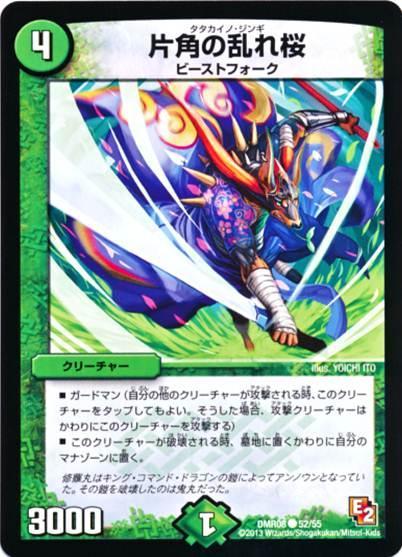 4
タタカイノ・ジンギ
片角の乱れ桜
ビーストフォーク
illus. YOICHI ITO
クリーチャー
■ ガードマン (自分の他のクリーチャーが攻撃される時、このクリ
ーチャーをタップしてもよい。そうした場合、攻撃クリーチャーは
かわりにこのクリーチャーを攻撃する)
■ このクリーチャーが破壊される時、墓地に置くかわりに自分の
マナゾーンに置く。
修羅丸はキング・コマンド・ドラゴンの鎧によってアンノウンとなってい
た。その鎧を破壊したのは鬼丸だった。
3000
1
E2
DMR08 52/55
©2013 Wizards/Shogakukan/Mitsui-Kids